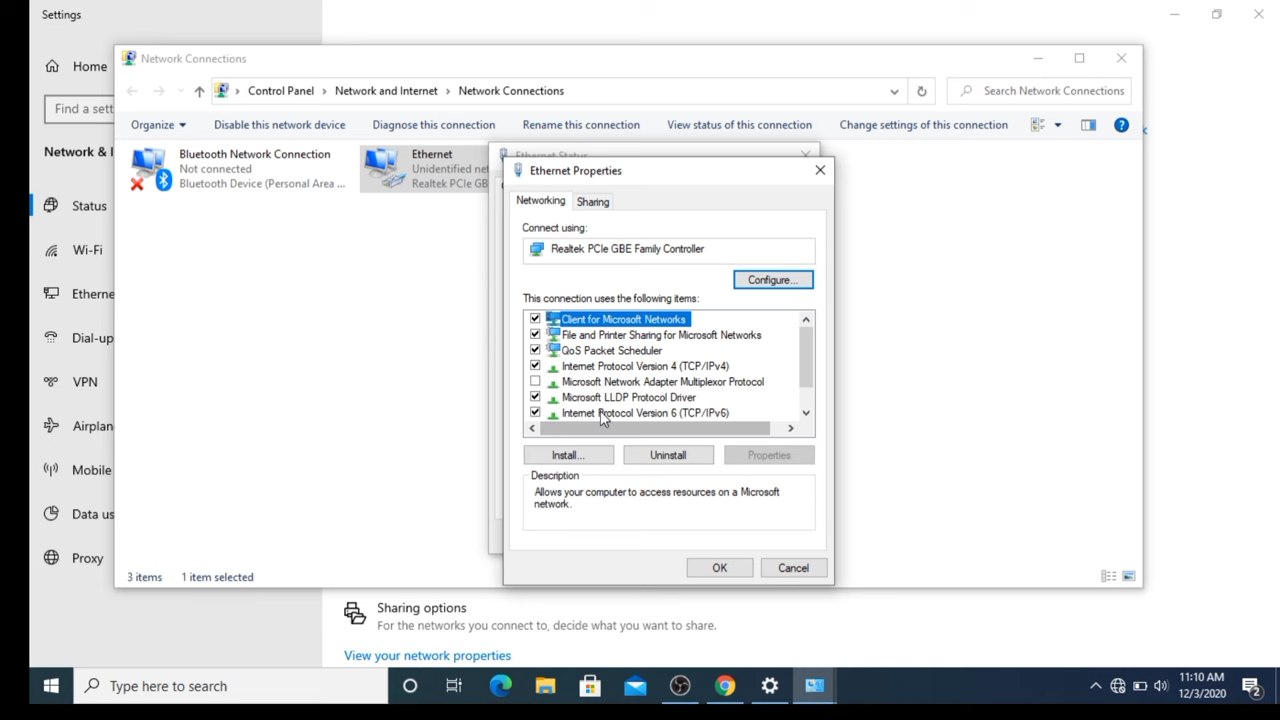 Settings
Home
Find a sett
Network & I
Status
Wi-Fi
Etherne
Dial-up
VPN
Airplan
Mobile
Data us
Proxy
Network Connections
Control Panel > Network and Internet > Network Connections
Search Network Connections
Organize
Disable this network device
Diagnose this connection
Rename this connection
View status of this connection
Change settings of this connection
Bluetooth Network Connection
Not connected
Bluetooth Device (Personal Area ...
Ethernet
Unidentified net
Realtek PCIe GB
Ethernet Status
Ethernet Properties
Networking
Sharing
Connect using:
Realtek PCIe GBE Family Controller
Configure...
This connection uses the following items:
Client for Microsoft Networks
File and Printer Sharing for Microsoft Networks
QoS Packet Scheduler
Internet Protocol Version 4 (TCP/IPv4)
Microsoft Network Adapter Multiplexor Protocol
Microsoft LLDP Protocol Driver
Internet Protocol Version 6 (TCP/IPv6)
Install...
Uninstall
Properties
Description
Allows your computer to access resources on a Microsoft
network.
OK
Cancel
3 items
1 item selected
Sharing options
For the networks you connect to, decide what you want to share.
View your network properties
Type here to search
11:10 AM
12/3/2020
2